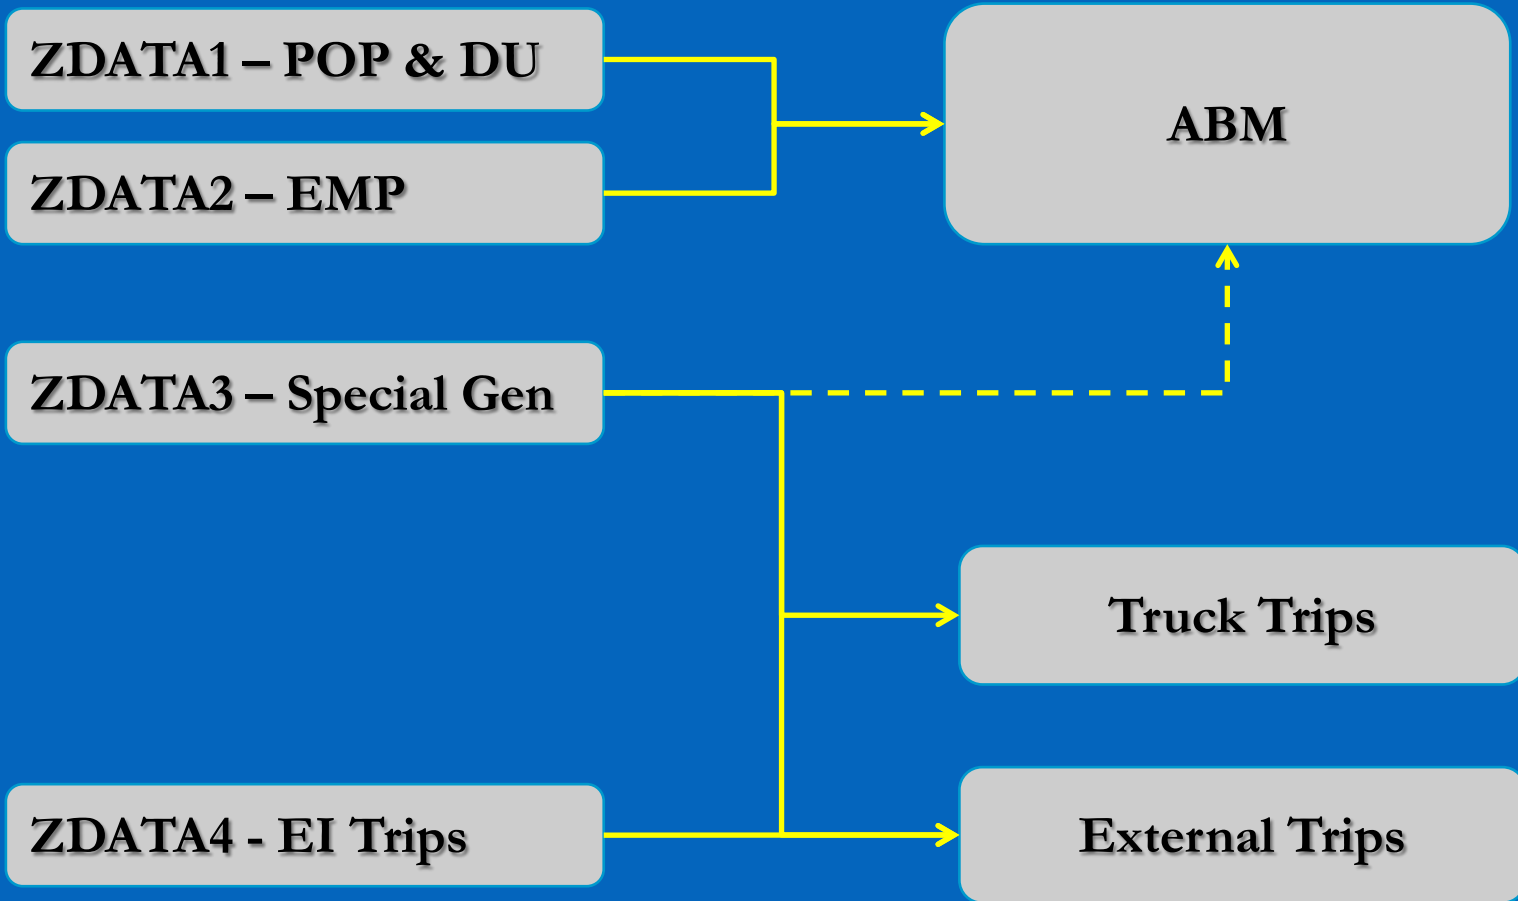 ZDATA1 – POP & DU
ABM
ZDATA2 – EMP
ZDATA3 – Special Gen
Truck Trips
ZDATA4 - EI Trips
External Trips